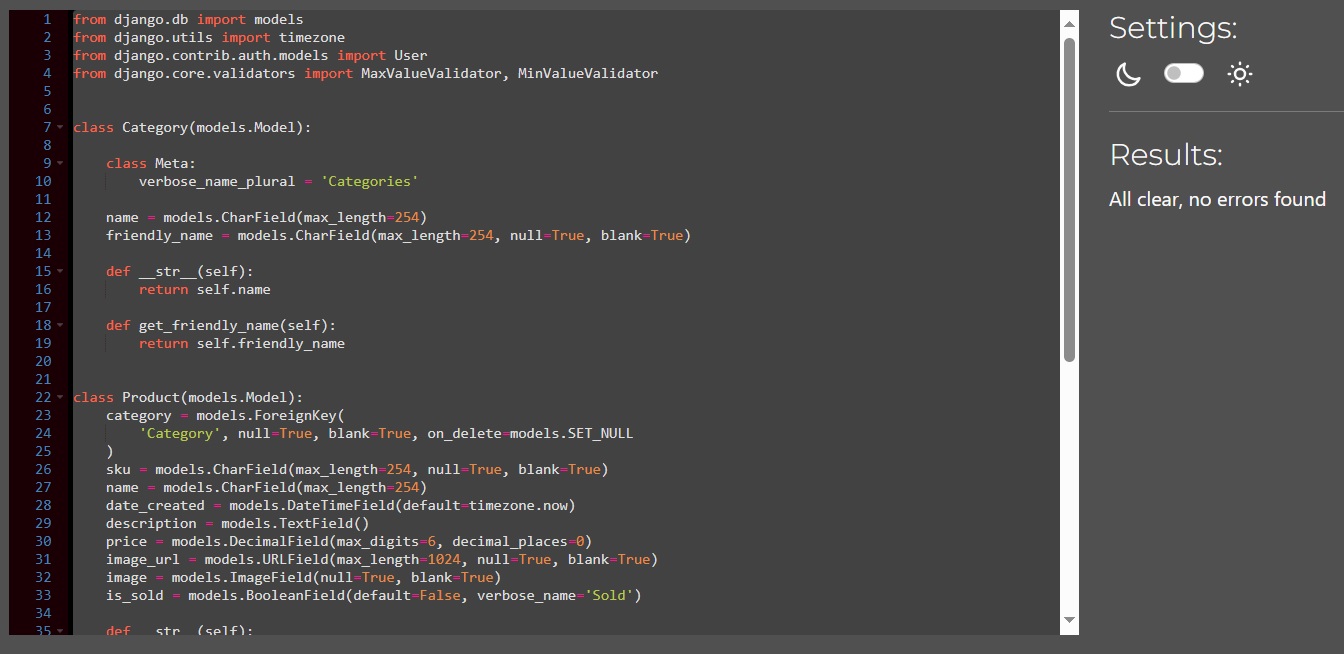 1 from django.db import models
2 from django.utils import timezone
3 from django.contrib.auth.models import User
4 from django.core.validators import MaxValueValidator, MinValueValidator
5
6
7 class Category(models.Model):
8
9     class Meta:
10         verbose_name_plural = 'Categories'
11
12     name = models.CharField(max_length=254)
13     friendly_name = models.CharField(max_length=254, null=True, blank=True)
14
15     def __str__(self):
16         return self.name
17
18     def get_friendly_name(self):
19         return self.friendly_name
20
21
22 class Product(models.Model):
23     category = models.ForeignKey(
24         'Category', null=True, blank=True, on_delete=models.SET_NULL
25     )
26     sku = models.CharField(max_length=254, null=True, blank=True)
27     name = models.CharField(max_length=254)
28     date_created = models.DateTimeField(default=timezone.now)
29     description = models.TextField()
30     price = models.DecimalField(max_digits=6, decimal_places=0)
31     image_url = models.URLField(max_length=1024, null=True, blank=True)
32     image = models.ImageField(null=True, blank=True)
33     is_sold = models.BooleanField(default=False, verbose_name='Sold')
34
35     def __str__(self):
Settings:
Results:
All clear, no errors found